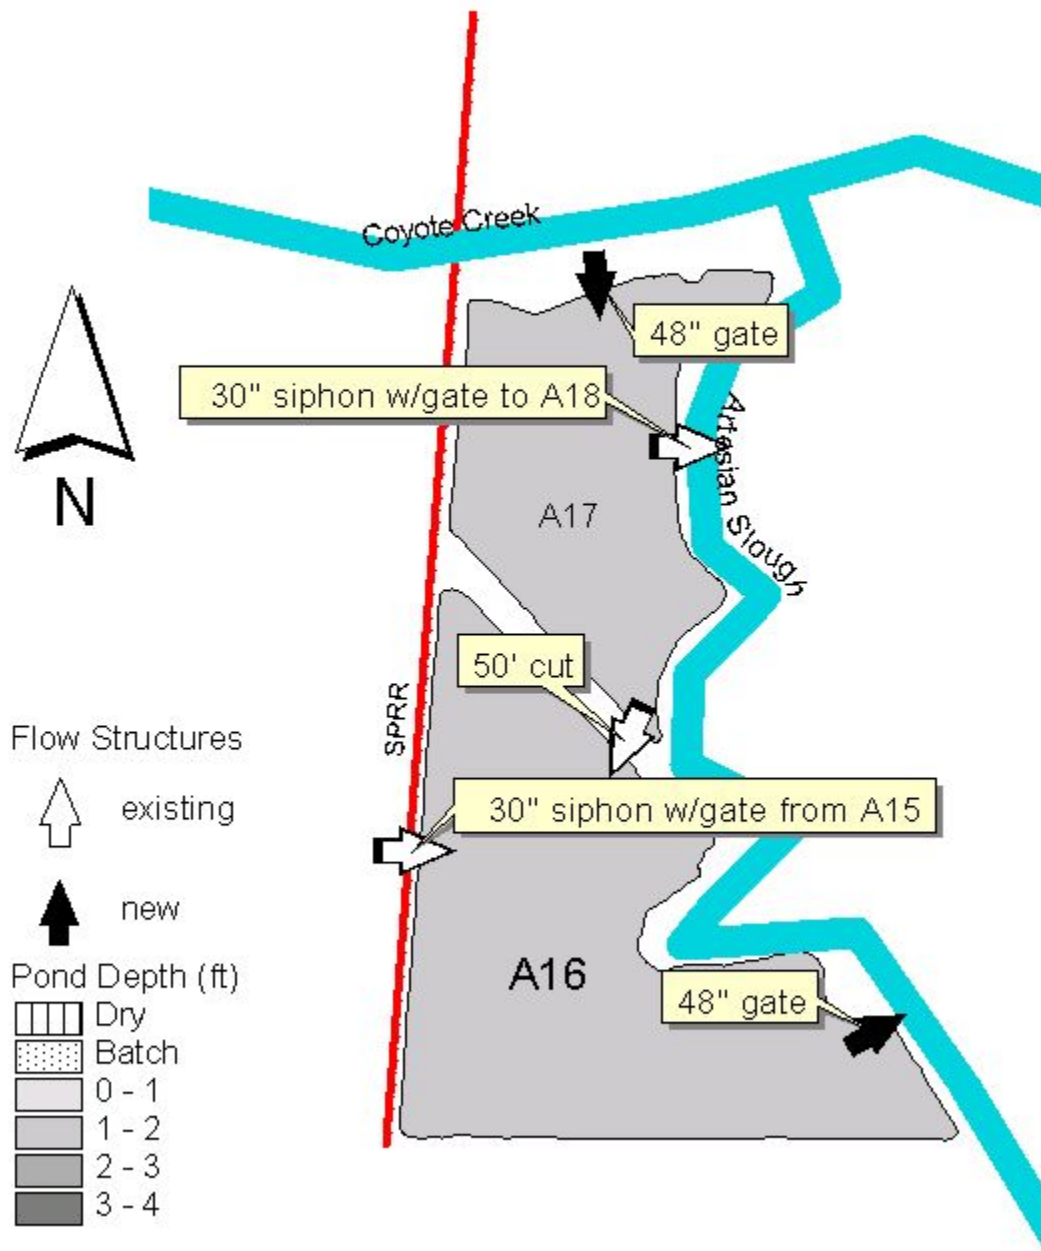 Coyote Creek
48" gate
30" siphon w/gate to A18
Artesian Slough
N
A17
50' cut
SPRR
Flow Structures
existing
30" siphon w/gate from A15
new
A16
Pond Depth (ft)
48" gate
Dry
Batch
0 - 1
1 - 2
2 - 3
3 - 4